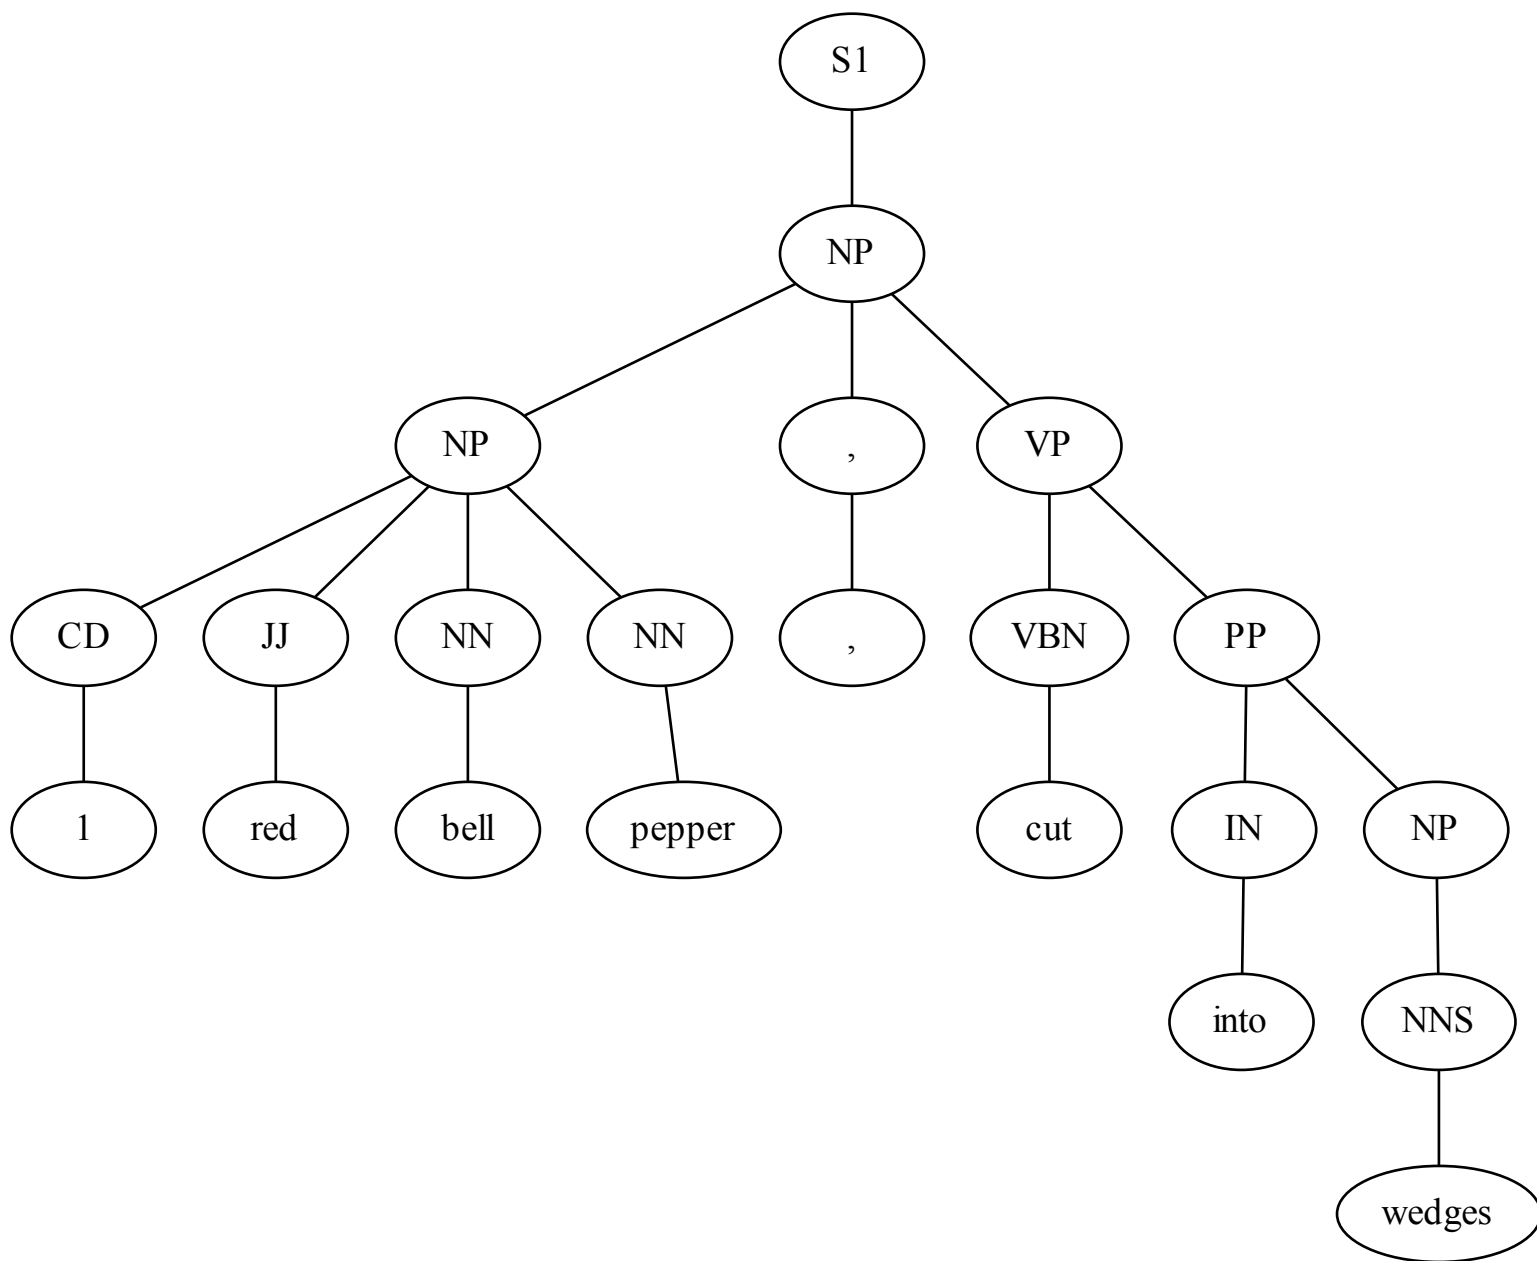 S1
NP
NP , VP
CD JJ NN NN , VBN PP
1 red bell pepper cut IN NP
into NNS
wedges